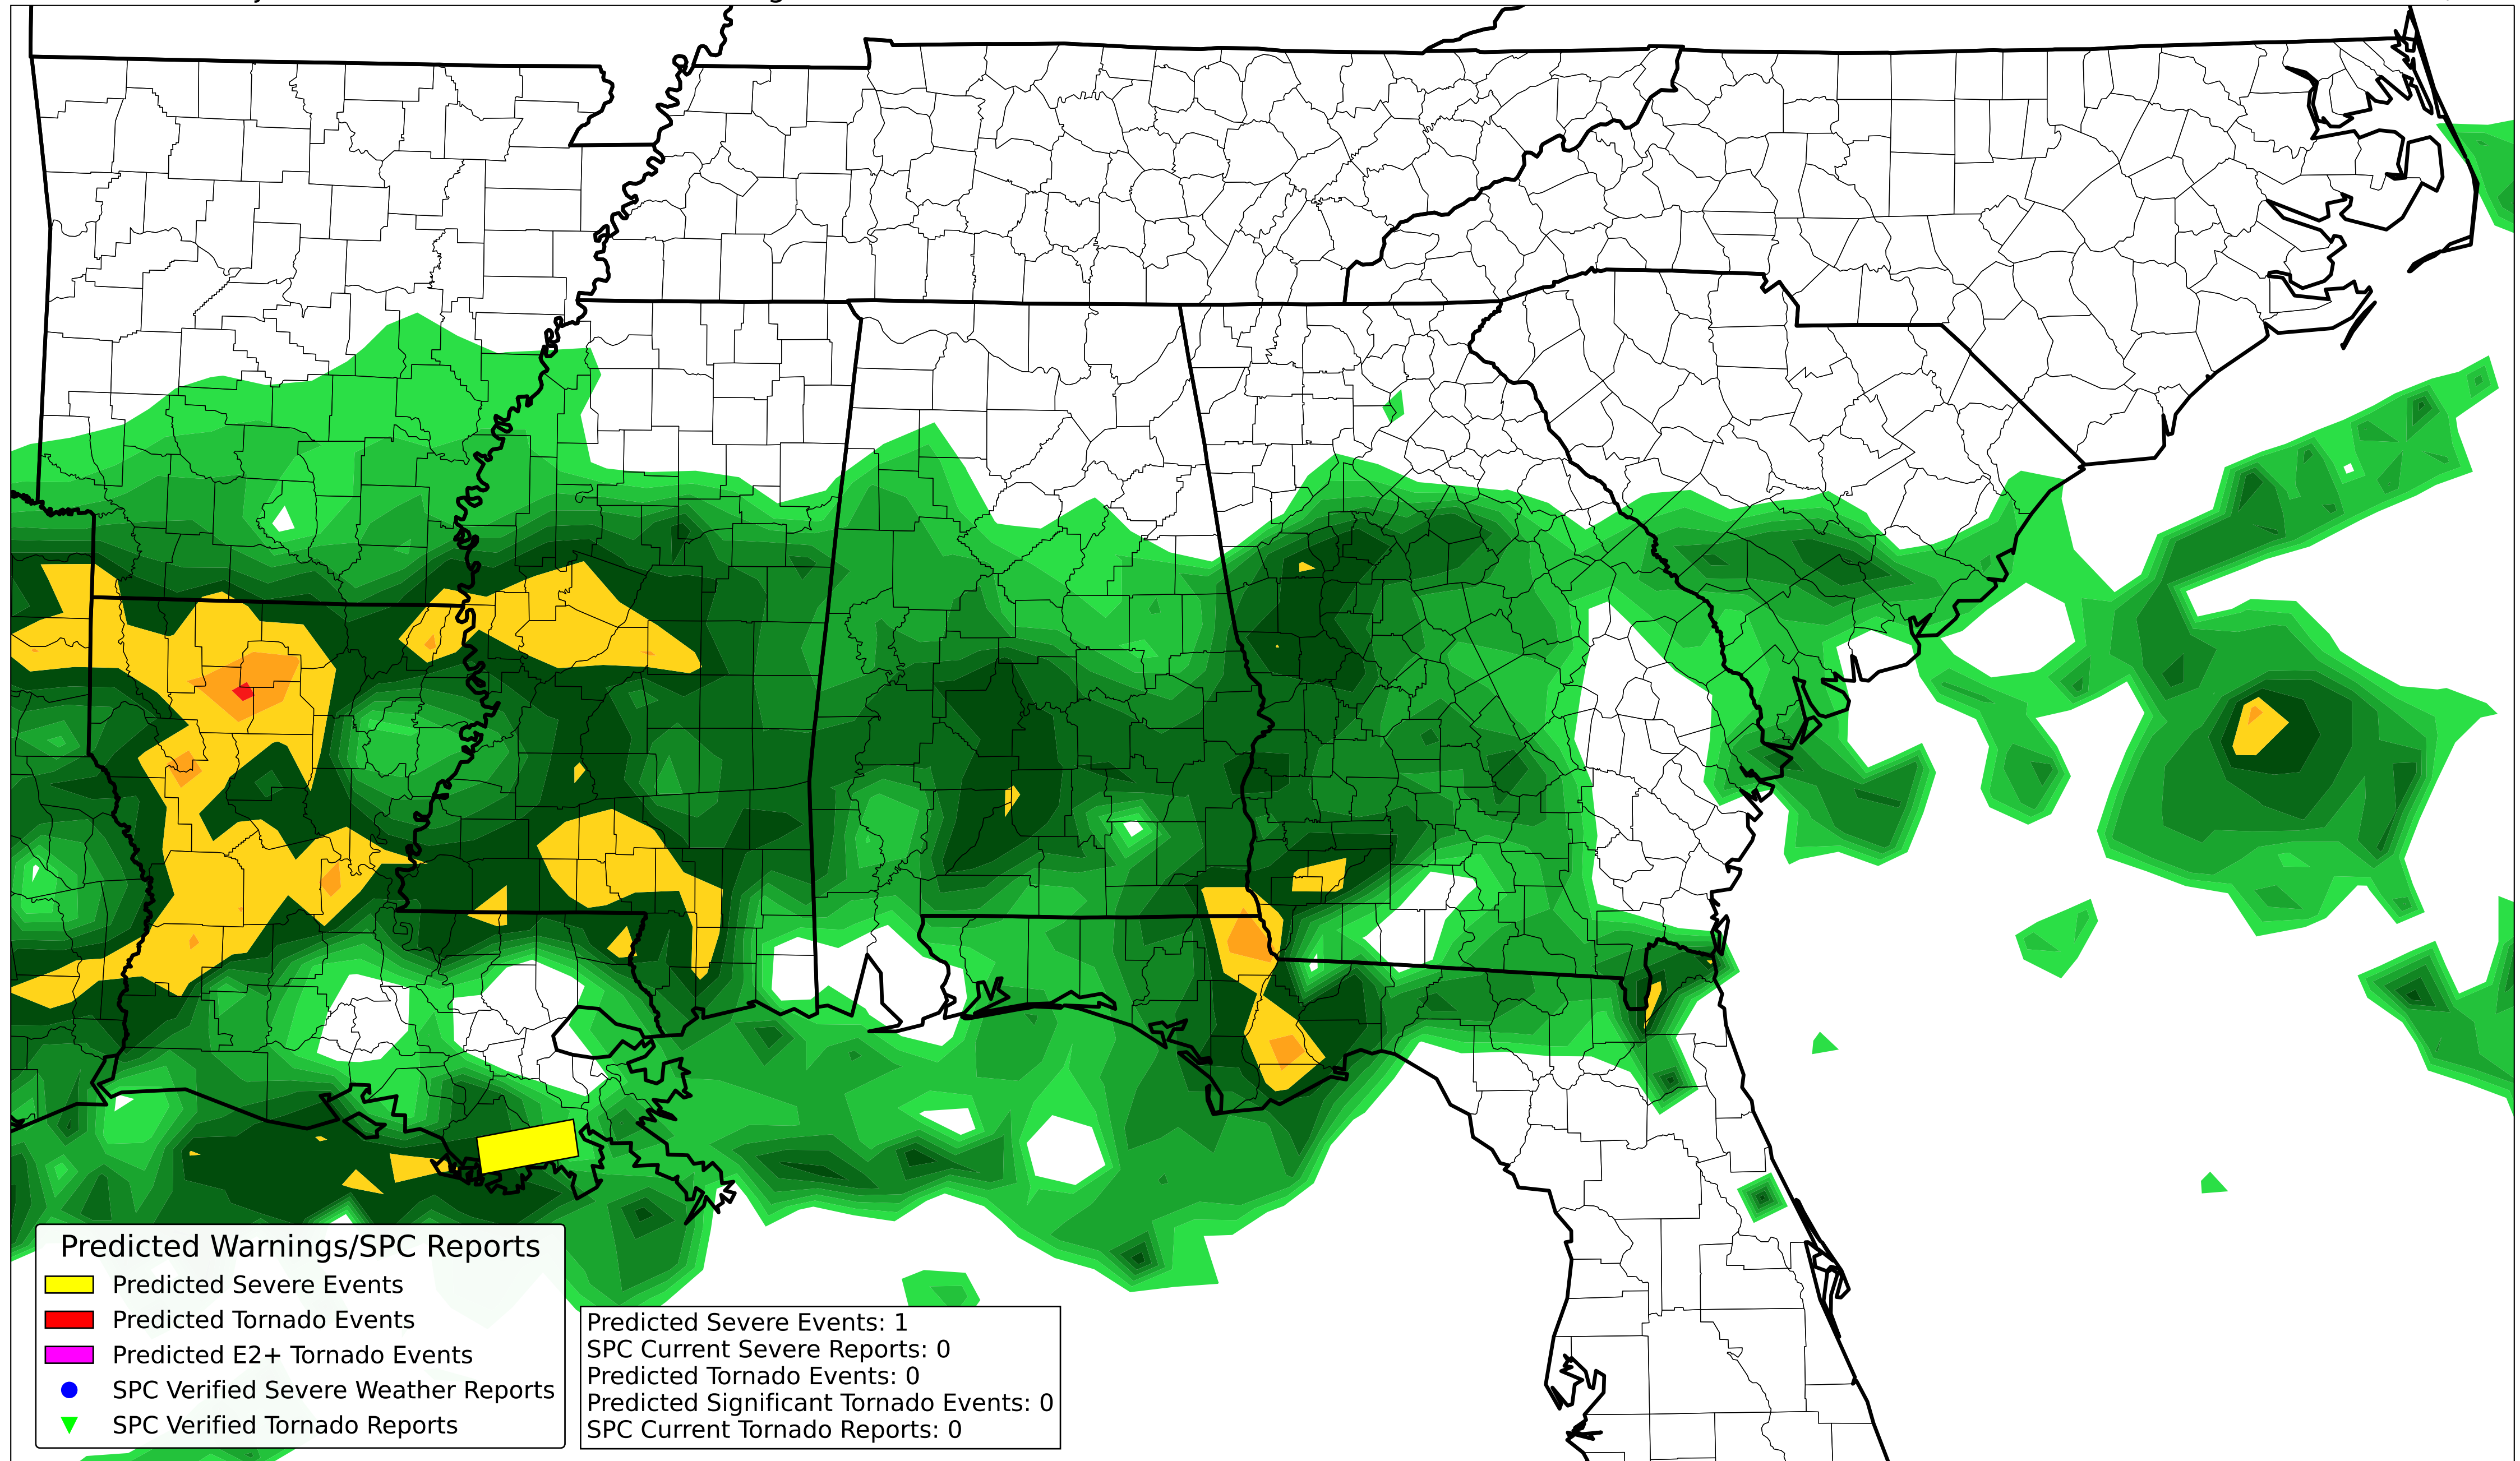 Predicted Warnings/SPC Reports
Predicted Severe Events
Predicted Tornado Events
Predicted E2+ Tornado Events
SPC Verified Severe Weather Reports
SPC Verified Tornado Reports
Predicted Severe Events: 1
SPC Current Severe Reports: 0
Predicted Tornado Events: 0
Predicted Significant Tornado Events: 0
SPC Current Tornado Reports: 0